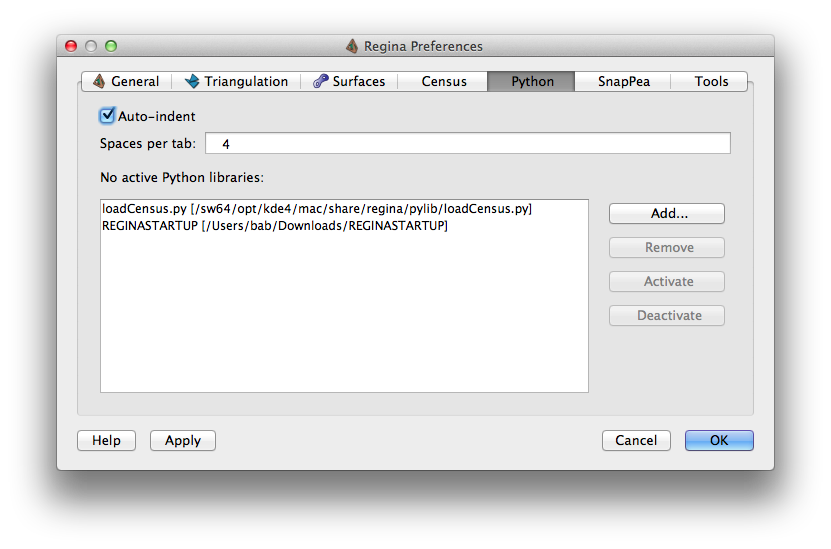 Regina Preferences
General Triangulation Surfaces Census Python SnapPea Tools
Auto-indent
Spaces per tab: 4
No active Python libraries:
loadCensus.py [/sw64/opt/kde4/mac/share/regina/pylib/loadCensus.py]
REGINASTARTUP [/Users/bab/Downloads/REGINASTARTUP]
Add...
Remove
Activate
Deactivate
Help Apply Cancel OK